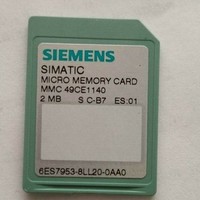 SIEMENS
SIMATIC
MICRO MEMORY CARD
MMC 49CE1140
2 MB S C-B7 ES:01
6ES7953-8LL20-0AA0